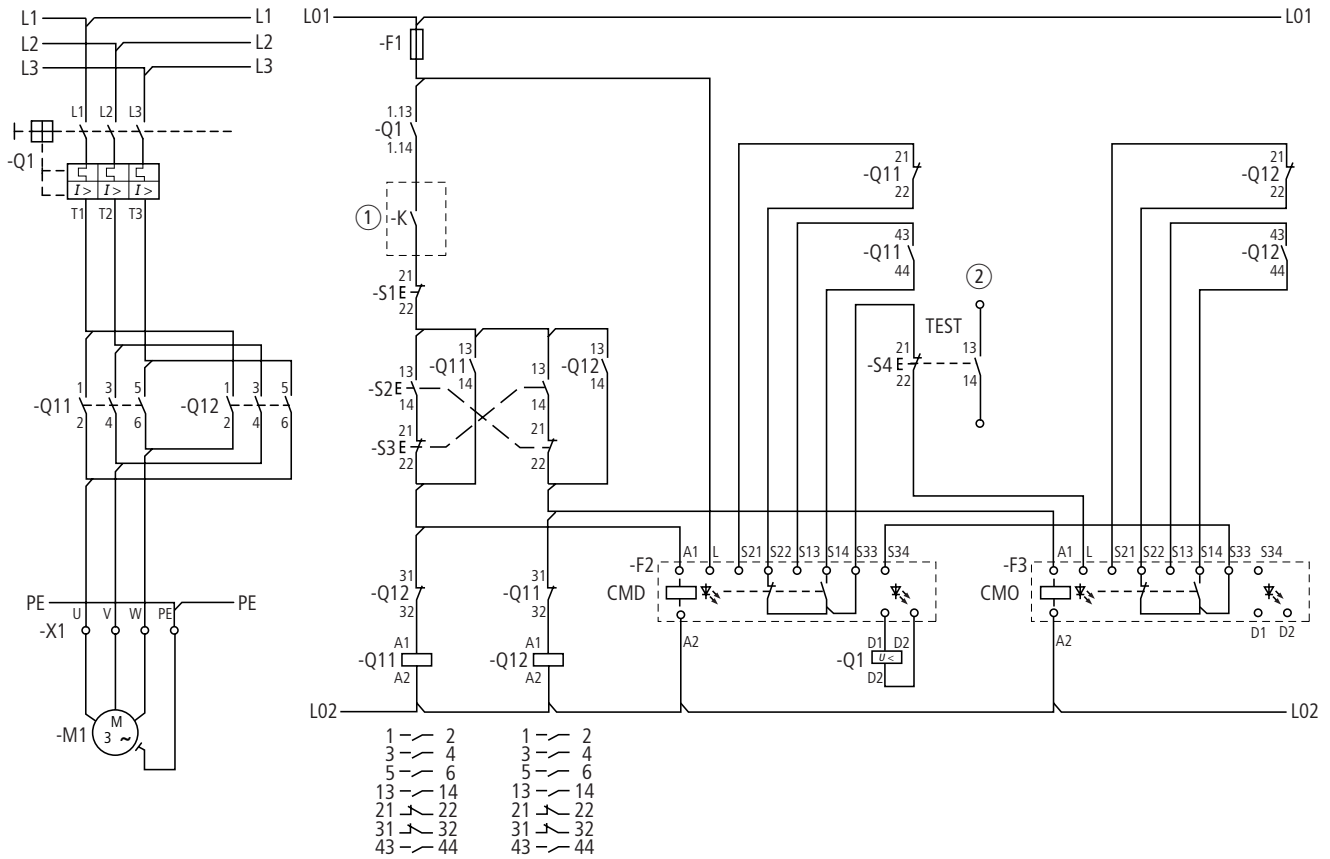 L1 L1
L2 L2
L3 L3
L1 L2 L3
-Q1
I > I > I >
T1 T2 T3
1 3 5
-Q11
2 4 6
1 3 5
-Q12
2 4 6
PE PE
U V W PE
-X1
M
3 ~
-M1
L01 L01
-F1
1.13
-Q1
1.14
1 -K
21
-S1 E
22
13
-S2 E
14
21
-S3 E
22
13
-Q11
14
13
14
21
22
13
-Q12
14
31
-Q12
32
31
-Q11
32
A1
-Q11
A2
A1
-Q12
A2
21
-Q11
22
43
-Q11
44
2
TEST
21
-S4 E
22
13
14
21
-Q12
22
43
-Q12
44
A1 L S21 S22 S13 S14 S33 S34
-F2
CMD
A2
D1 D2
-Q1 U <
D2
A1 L S21 S22 S13 S14 S33 S34
-F3
CMO
A2
D1 D2
L02 L02
1 2 1 2
3 4 3 4
5 6 5 6
13 14 13 14
21 22 21 22
31 32 31 32
43 44 43 44